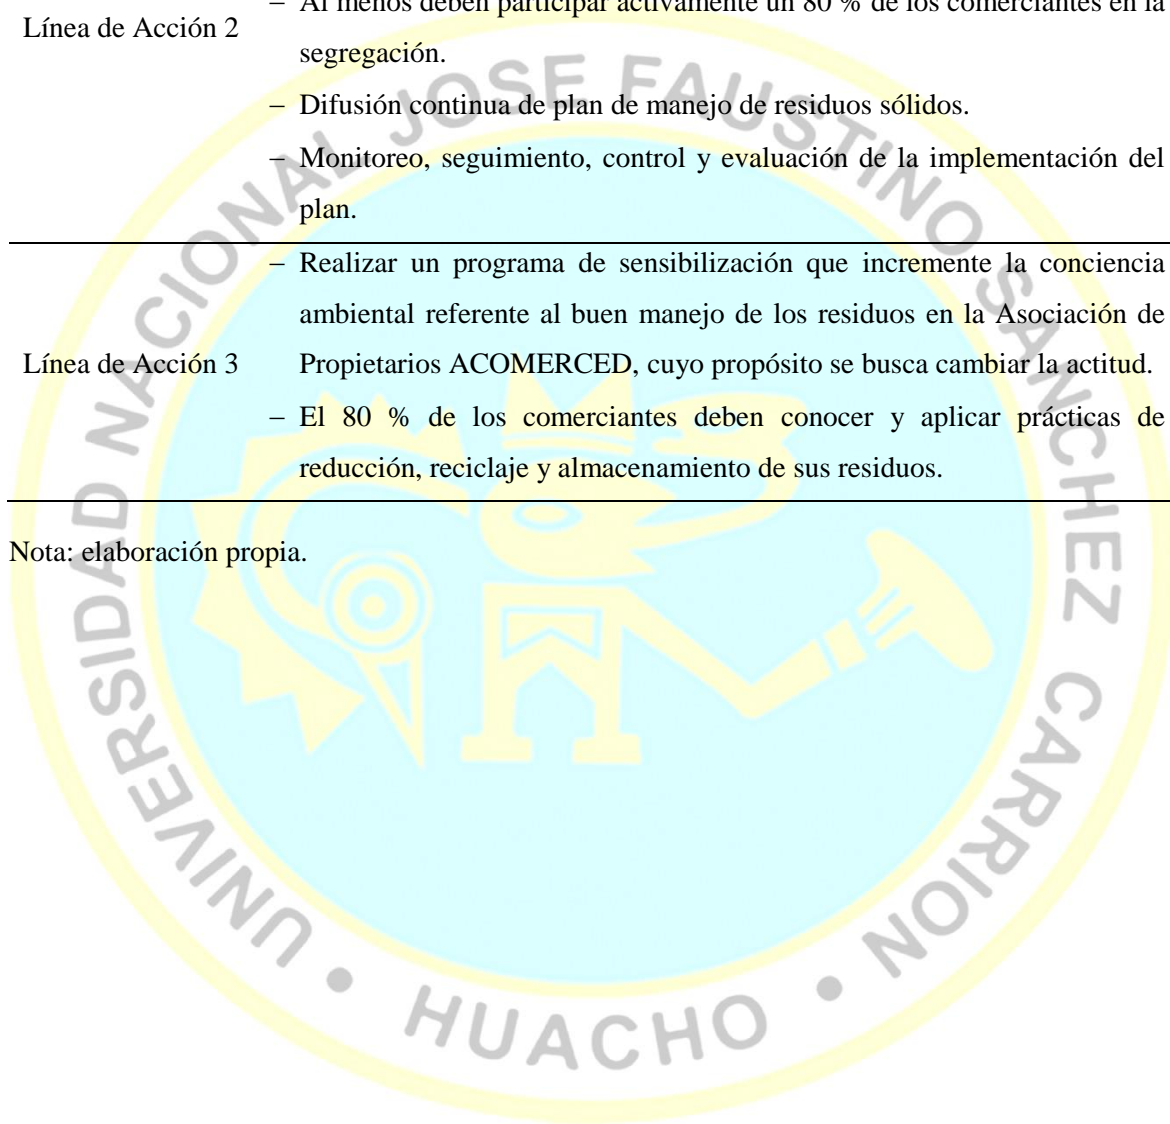 – Al menos deben participar activamente un 80 % de los comerciantes en la
Línea de Acción 2
segregación.
– Difusión continua de plan de manejo de residuos sólidos.
– Monitoreo, seguimiento, control y evaluación de la implementación del
plan.
– Realizar un programa de sensibilización que incremente la conciencia
ambiental referente al buen manejo de los residuos en la Asociación de
Línea de Acción 3
Propietarios ACOMERCED, cuyo propósito se busca cambiar la actitud.
– El 80 % de los comerciantes deben conocer y aplicar prácticas de
reducción, reciclaje y almacenamiento de sus residuos.
Nota: elaboración propia.
UNIVERSIDAD NACIONAL JOSE FAUSTINO SANCHEZ CARRION
• HUACHO •